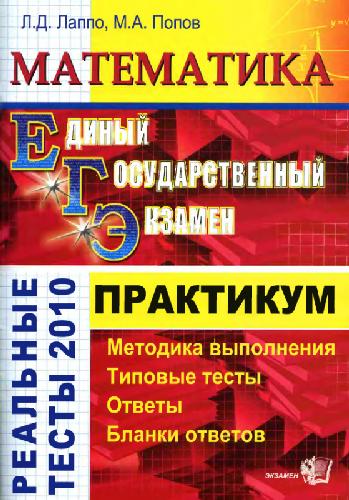 Л.Д. Лаппо, М.А. Попов
МАТЕМАТИКА
ЕДИНЫЙ
ГОСУДАРСТВЕННЫЙ
ЭКЗАМЕН
РЕАЛЬНЫЕ
ТЕСТЫ 2010
ПРАКТИКУМ
Методика выполнения
Типовые тесты
Ответы
Бланки ответов
ЭКЗАМЕН